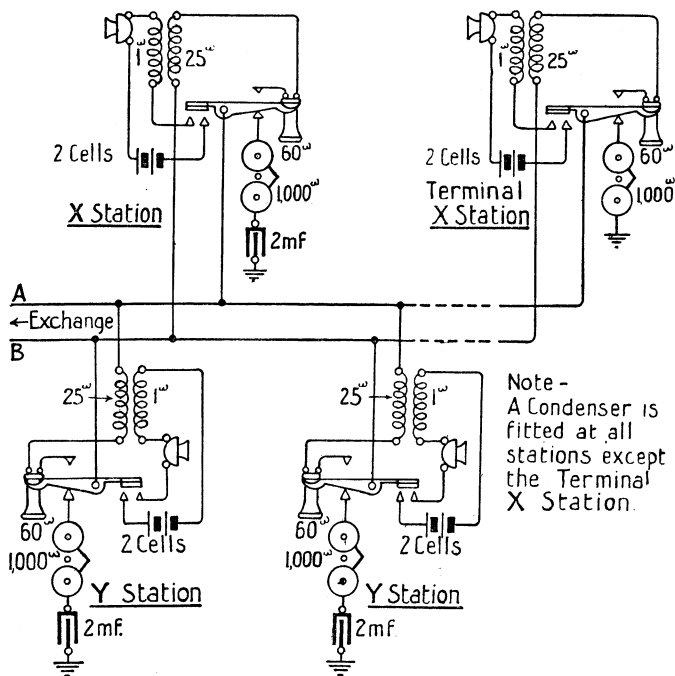 1ω 25ω
2 Cells
60ω
1,000ω
X Station
2mf
1ω 25ω
2 Cells
60ω
1,000ω
Terminal
X Station
A
←Exchange
B
25ω 1ω
60ω
2 Cells
1,000ω
Y Station
2mf.
25ω 1ω
60ω
2 Cells
1,000ω
Y Station
2mf.
Note -
A Condenser is
fitted at all
stations except
the Terminal
X Station.